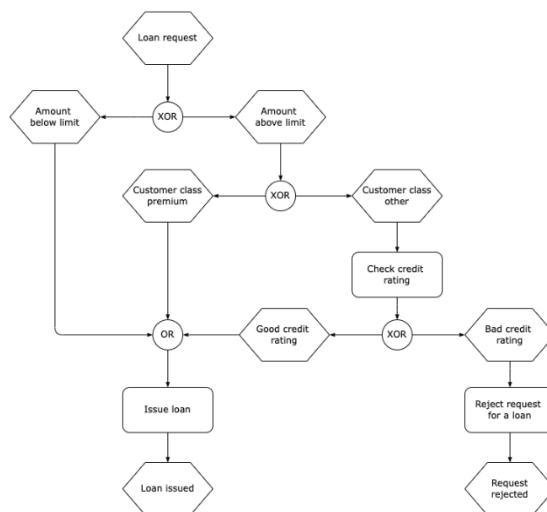 Loan request
Amount
below limit
XOR
Amount
above limit
Customer class
premium
XOR
Customer class
other
Check credit
rating
OR
Good credit
rating
XOR
Bad credit
rating
Issue loan
Reject request
for a loan
Loan issued
Request
rejected